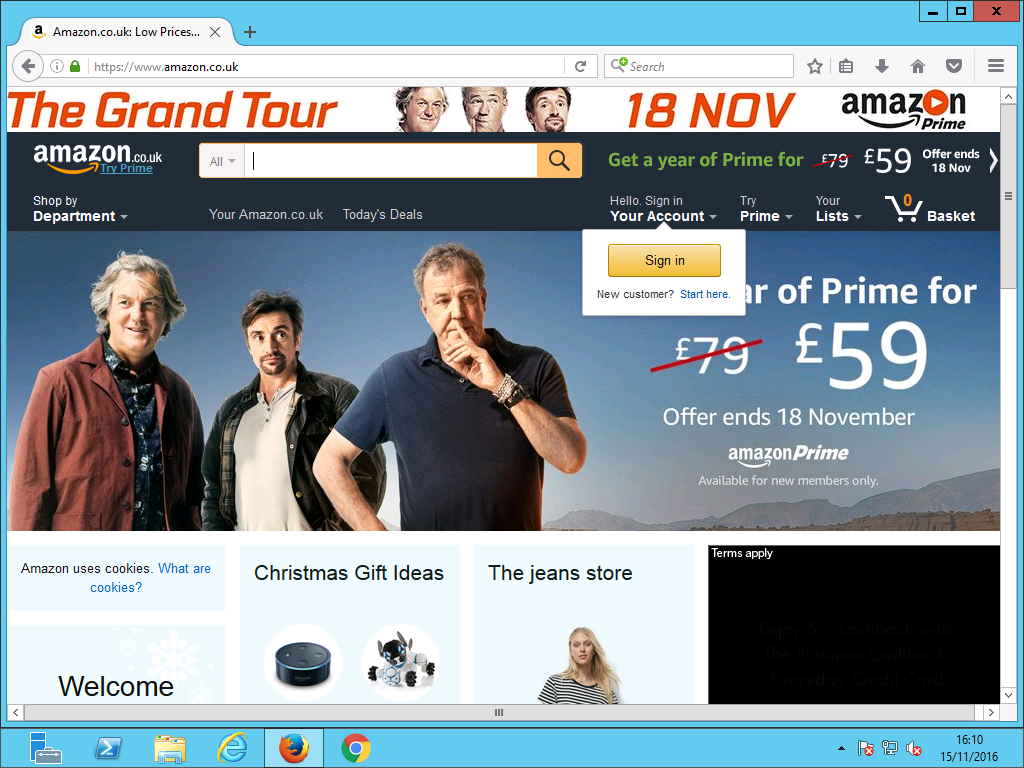 Amazon.co.uk: Low Prices...
https://www.amazon.co.uk
Search
The Grand Tour
18 NOV
amazon
Prime
amazon.co.uk
Try Prime
All
Get a year of Prime for £79 £59
Offer ends
18 Nov
Shop by
Department
Your Amazon.co.uk
Today's Deals
Hello. Sign in
Your Account
Try
Prime
Your
Lists
0
Basket
Sign in
New customer? Start here.
ar of Prime for
£79 £59
Offer ends 18 November
amazonPrime
Available for new members only.
Amazon uses cookies. What are
cookies?
Welcome
Christmas Gift Ideas
The jeans store
Terms apply
Enjoy 5% cashback with
The Platinum Cashback
Everyday Credit Card
16:10
15/11/2016